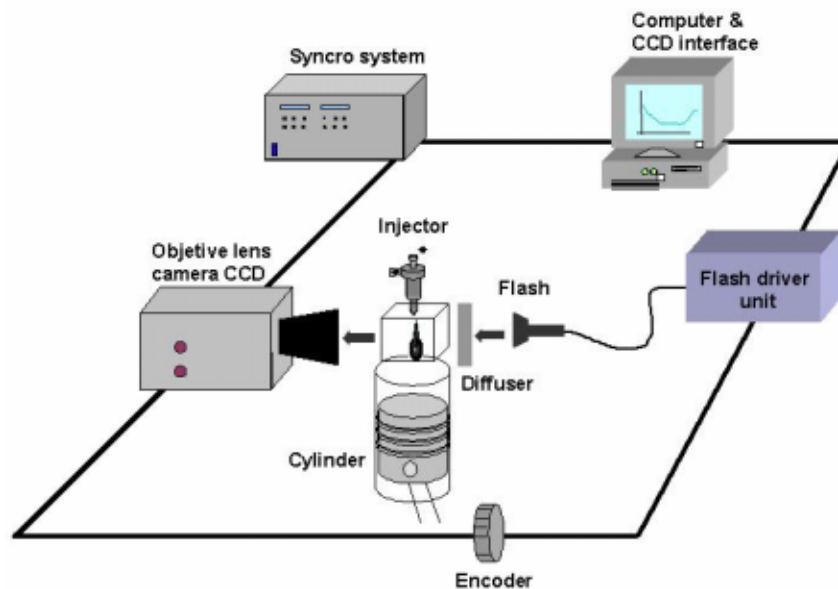 Computer &
CCD interface
Syncro system
Injector
Objetive lens
camera CCD
Flash
Flash driver
unit
Diffuser
Cylinder
Encoder